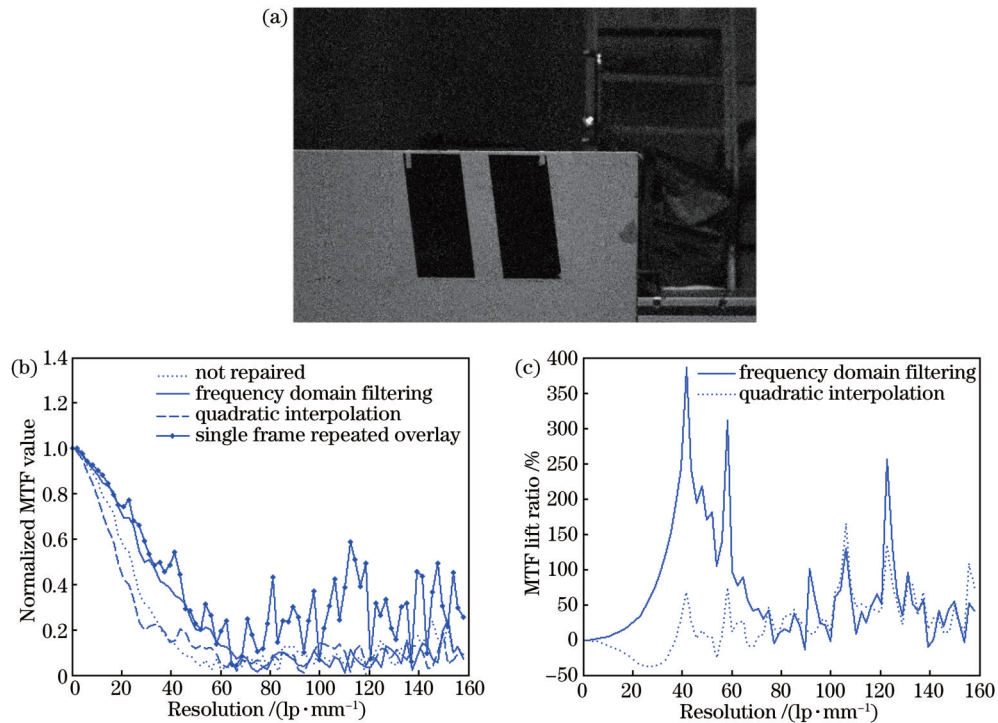 (a)
(b)
1.4
1.2
1.0
0.8
0.6
0.4
0.2
0
Normalized MTF value
not repaired
frequency domain filtering
quadratic interpolation
single frame repeated overlay
0 20 40 60 80 100 120 140 160
Resolution /(lp·mm⁻¹)
(c)
400
350
300
250
200
150
100
50
0
-50
MTF lift ratio /%
frequency domain filtering
quadratic interpolation
0 20 40 60 80 100 120 140 160
Resolution /(lp·mm⁻¹)